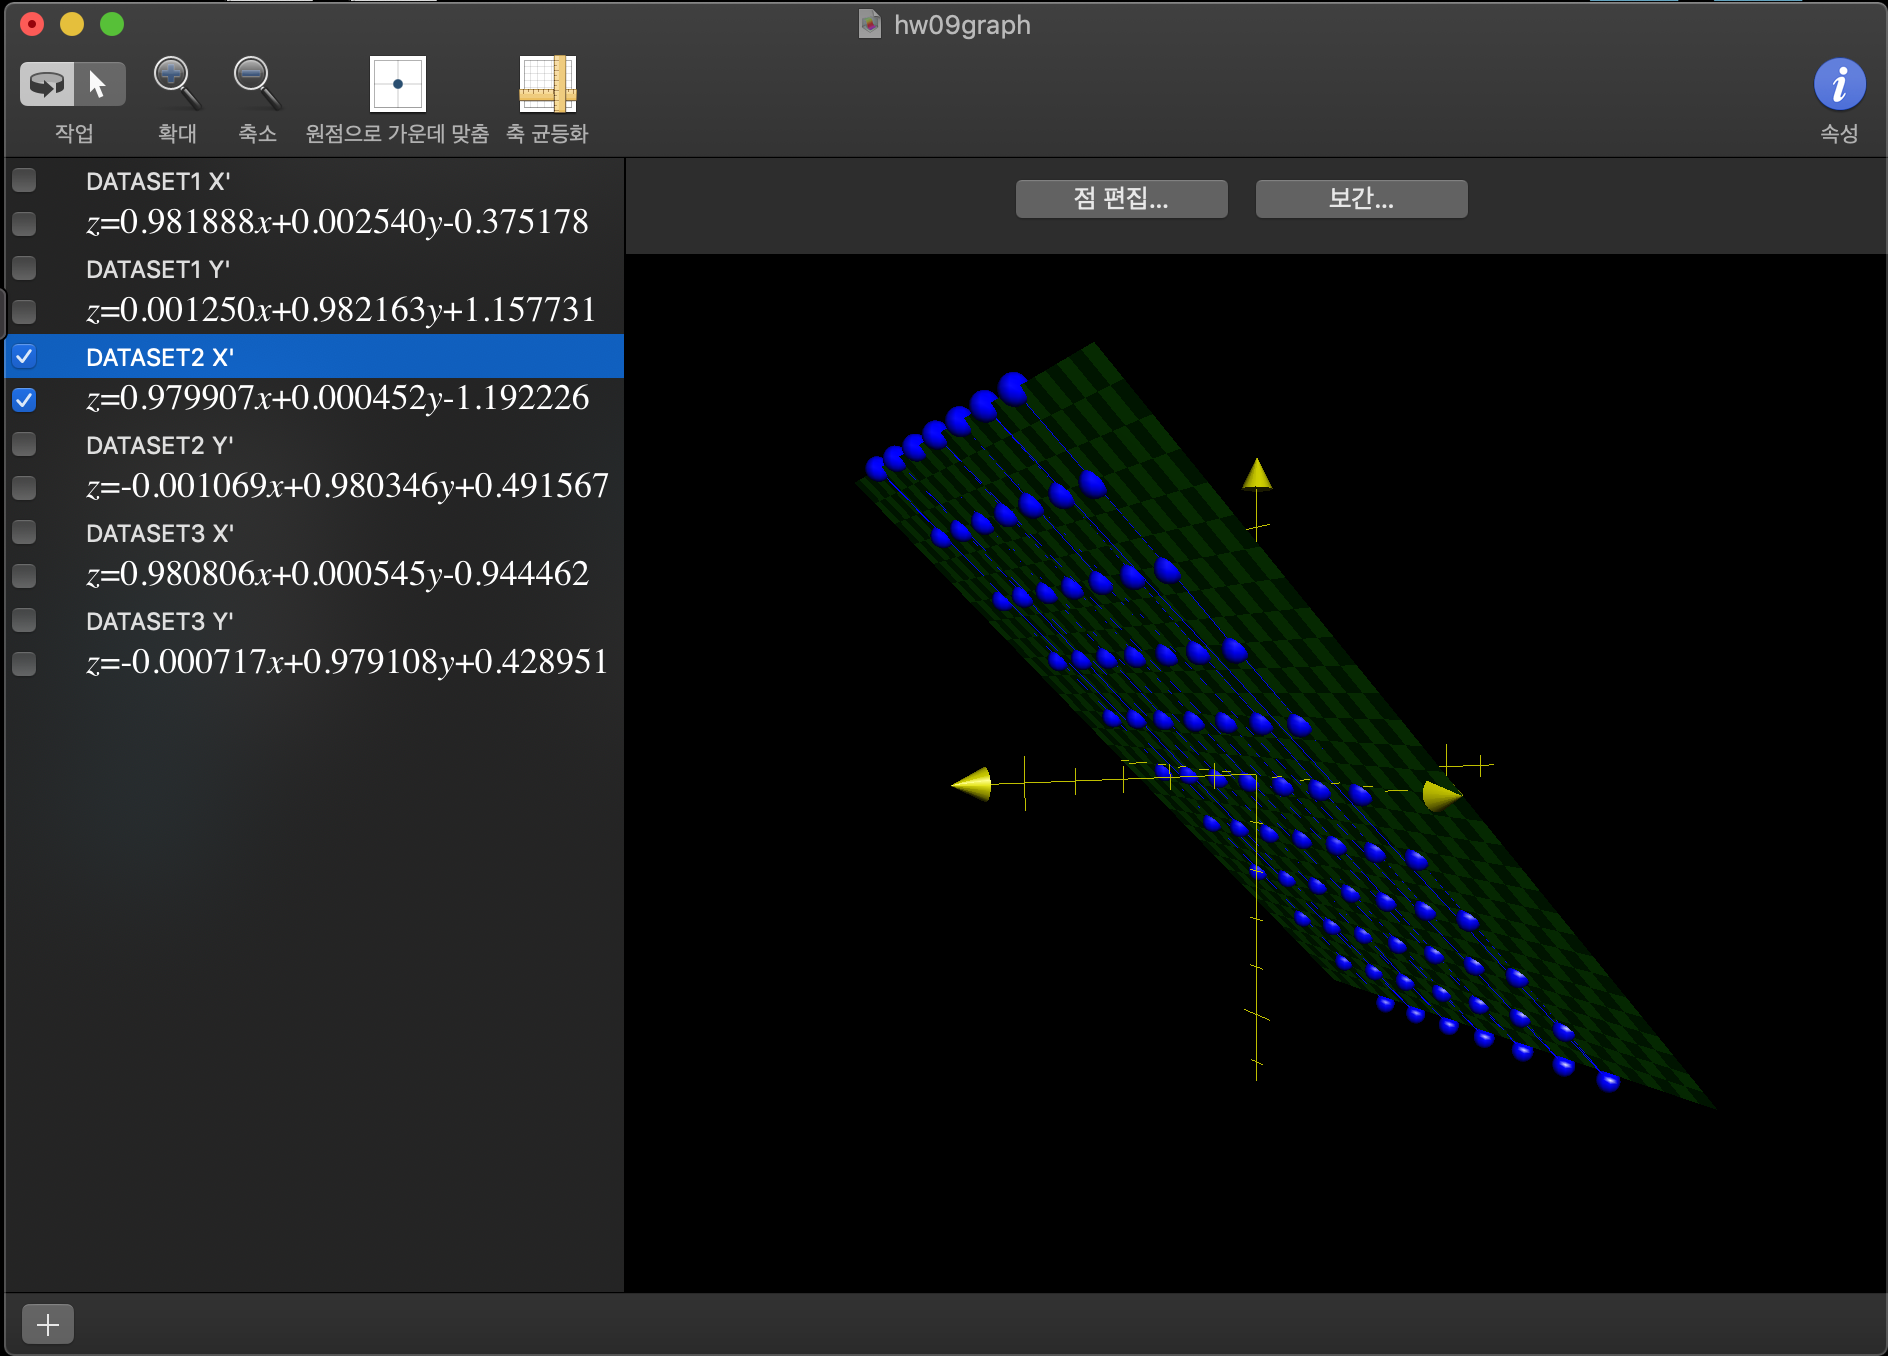 hw09graph
작업
확대
축소
원점으로 가운데 맞춤
축 균등화
속성
DATASET1 X'
z=0.981888x+0.002540y-0.375178
DATASET1 Y'
z=0.001250x+0.982163y+1.157731
DATASET2 X'
z=0.979907x+0.000452y-1.192226
DATASET2 Y'
z=-0.001069x+0.980346y+0.491567
DATASET3 X'
z=0.980806x+0.000545y-0.944462
DATASET3 Y'
z=-0.000717x+0.979108y+0.428951
점 편집...
보간...